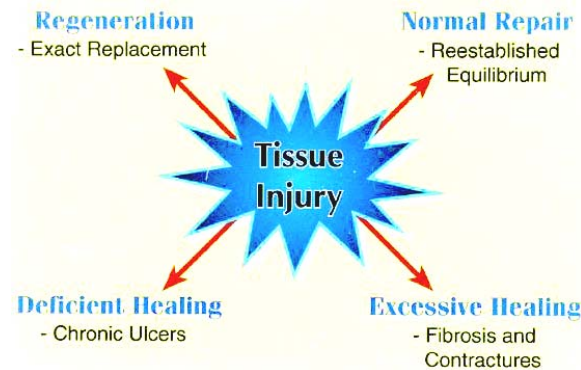 Regeneration
- Exact Replacement
Normal Repair
- Reestablished
Equilibrium
Tissue
Injury
Deficient Healing
- Chronic Ulcers
Excessive Healing
- Fibrosis and
Contractures